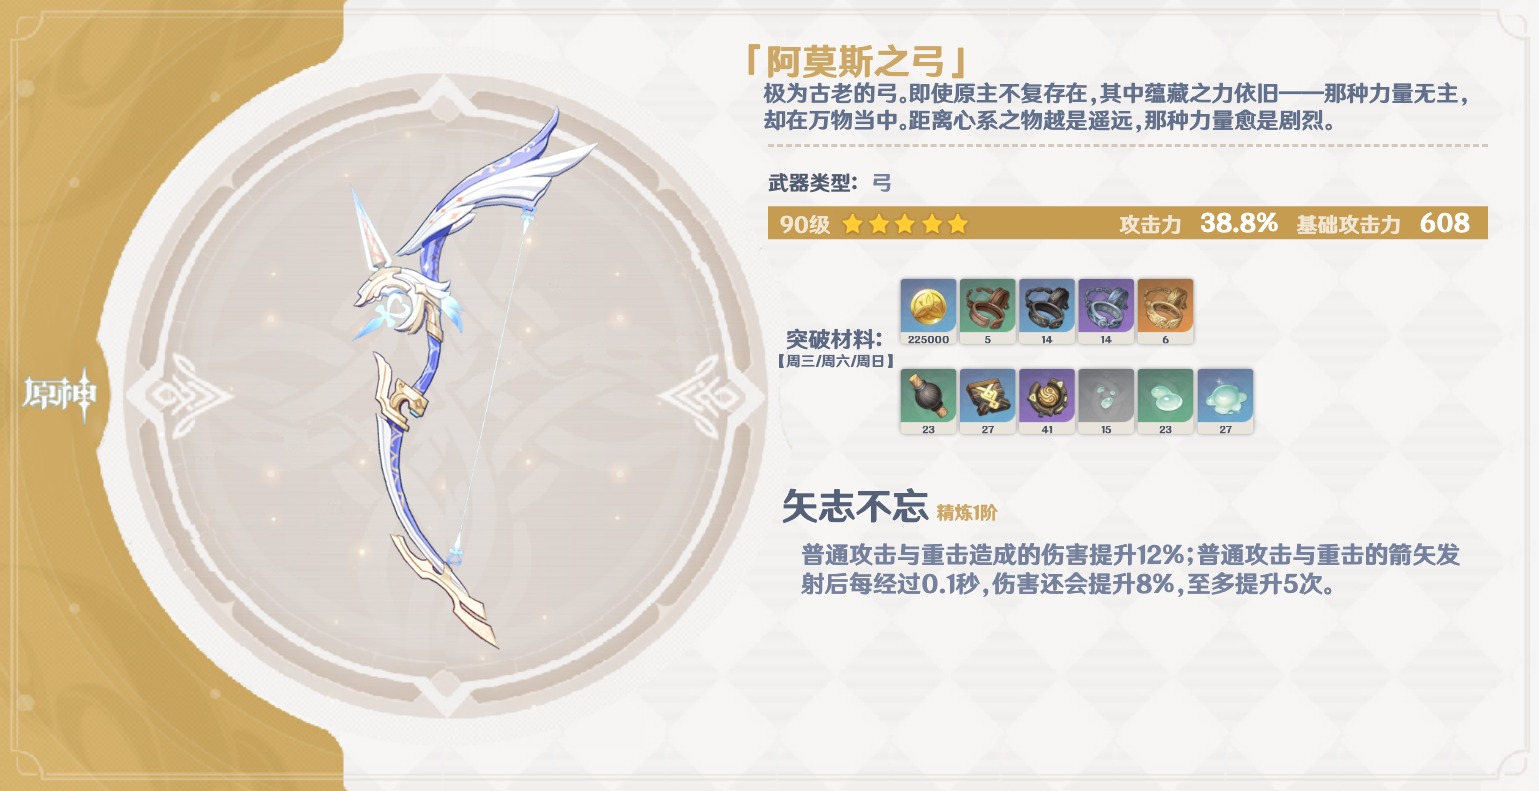 「阿莫斯之弓」
极为古老的弓。即使原主不复存在,其中蕴藏之力依旧——那种力量无主,
却在万物当中。距离心系之物越是遥远,那种力量愈是剧烈。
武器类型: 弓
90级 攻击力 38.8% 基础攻击力 608
225000 5 14 14 6
突破材料:
【周三/周六/周日】
23 27 41 15 23 27
原神
矢志不忘 精炼1阶
普通攻击与重击造成的伤害提升12%;普通攻击与重击的箭矢发
射后每经过0.1秒,伤害还会提升8%,至多提升5次。